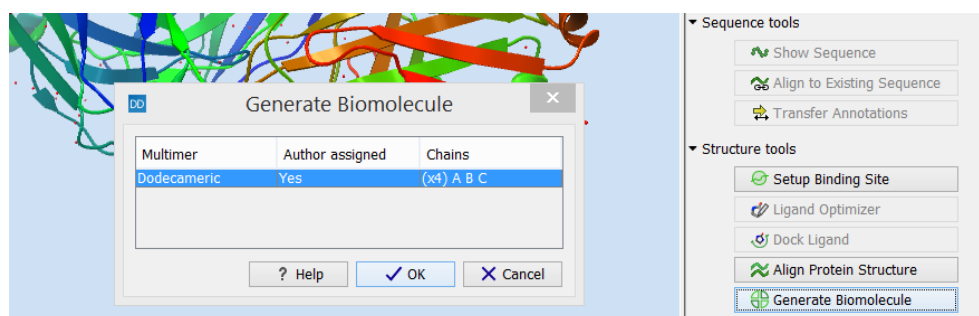 Sequence tools
Show Sequence
Align to Existing Sequence
Transfer Annotations
DD
Generate Biomolecule
Multimer Author assigned Chains
Dodecameric Yes (x4) A B C
? Help OK Cancel
Structure tools
Setup Binding Site
Ligand Optimizer
Dock Ligand
Align Protein Structure
Generate Biomolecule